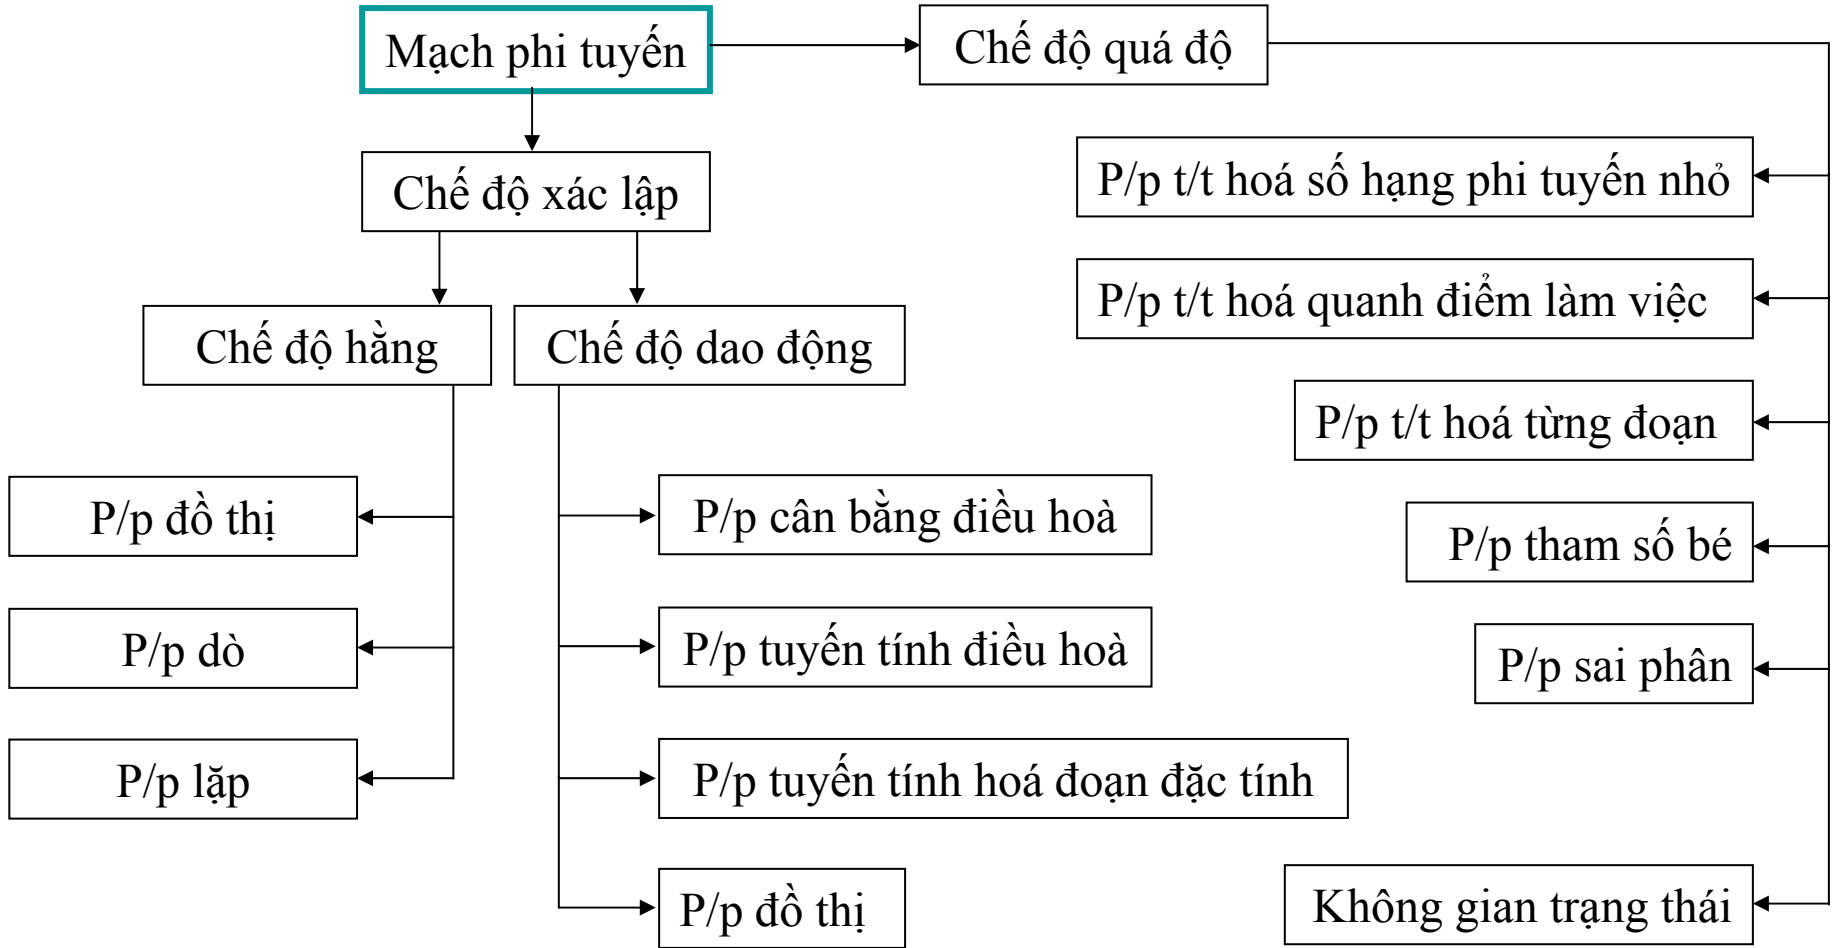 Mạch phi tuyến
Chế độ quá độ
Chế độ xác lập
P/p t/t hoá số hạng phi tuyến nhỏ
P/p t/t hoá quanh điểm làm việc
Chế độ hằng
Chế độ dao động
P/p t/t hoá từng đoạn
P/p đồ thị
P/p cân bằng điều hoà
P/p tham số bé
P/p dò
P/p tuyến tính điều hoà
P/p sai phân
P/p lặp
P/p tuyến tính hoá đoạn đặc tính
P/p đồ thị
Không gian trạng thái